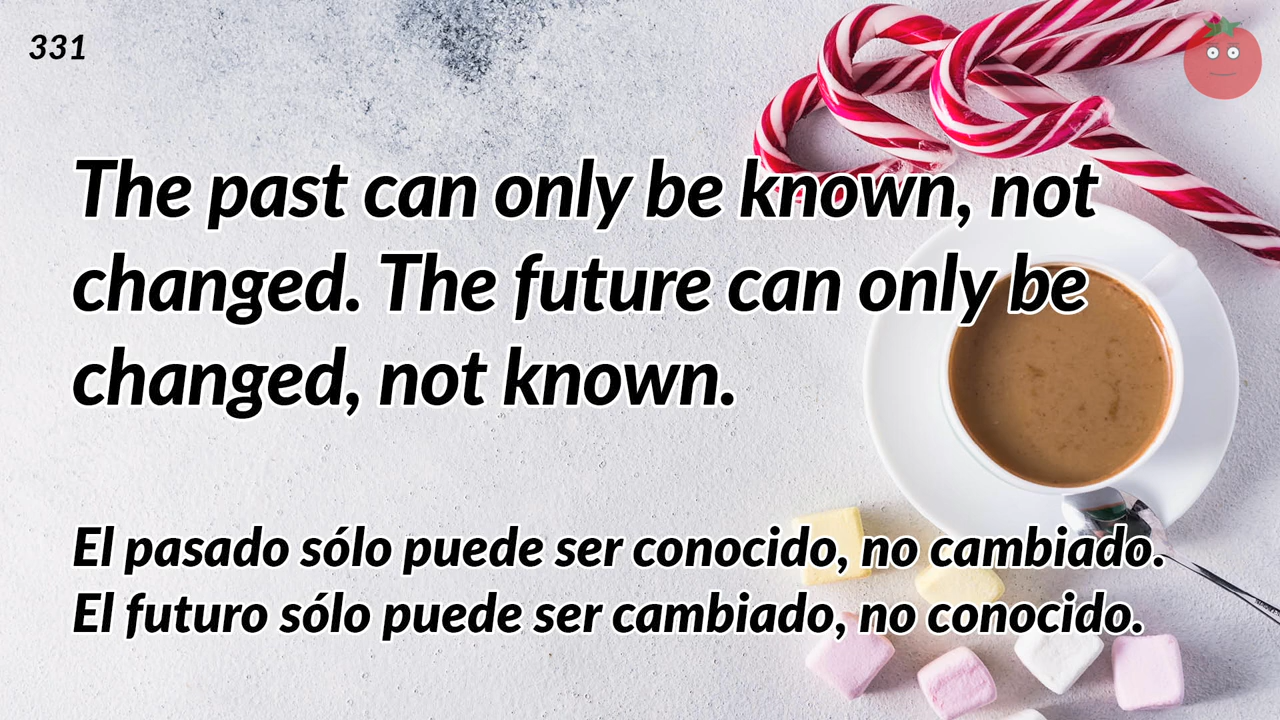 331
The past can only be known, not
changed. The future can only be
changed, not known.
El pasado sólo puede ser conocido, no cambiado.
El futuro sólo puede ser cambiado, no conocido.